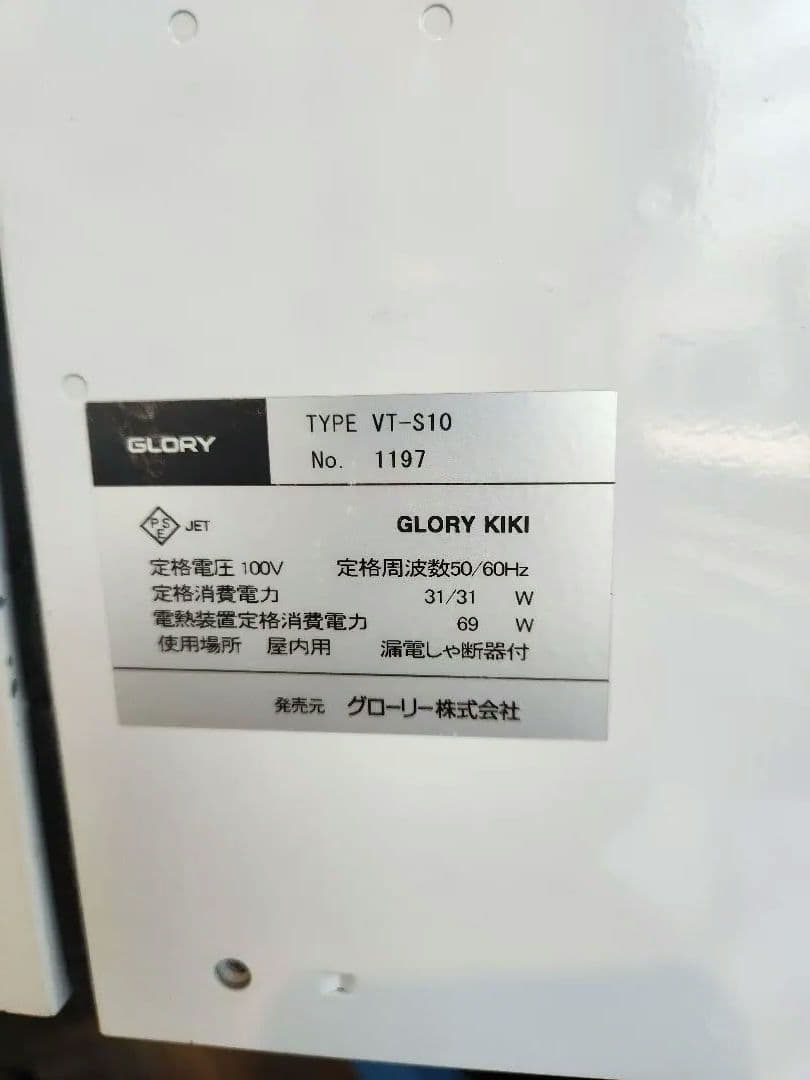 GLORY
TYPE VT-S10
No. 1197
PSE JET
GLORY KIKI
定格電圧 100V 定格周波数50/60Hz
定格消費電力 31/31 W
電熱装置定格消費電力 69 W
使用場所 屋内用 漏電しゃ断器付
発売元 グローリー株式会社